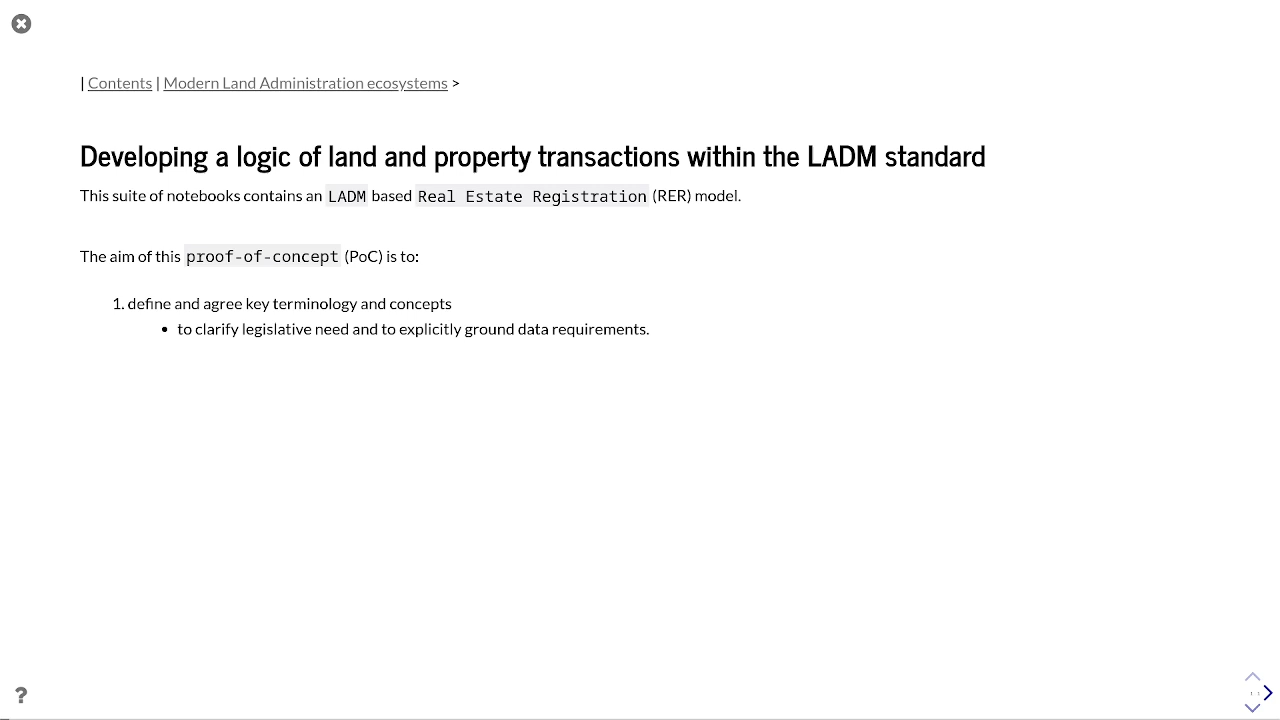 | Contents | Modern Land Administration ecosystems >
Developing a logic of land and property transactions within the LADM standard
This suite of notebooks contains an LADM based Real Estate Registration (RER) model.
The aim of this proof-of-concept (PoC) is to:
1. define and agree key terminology and concepts
• to clarify legislative need and to explicitly ground data requirements.
?